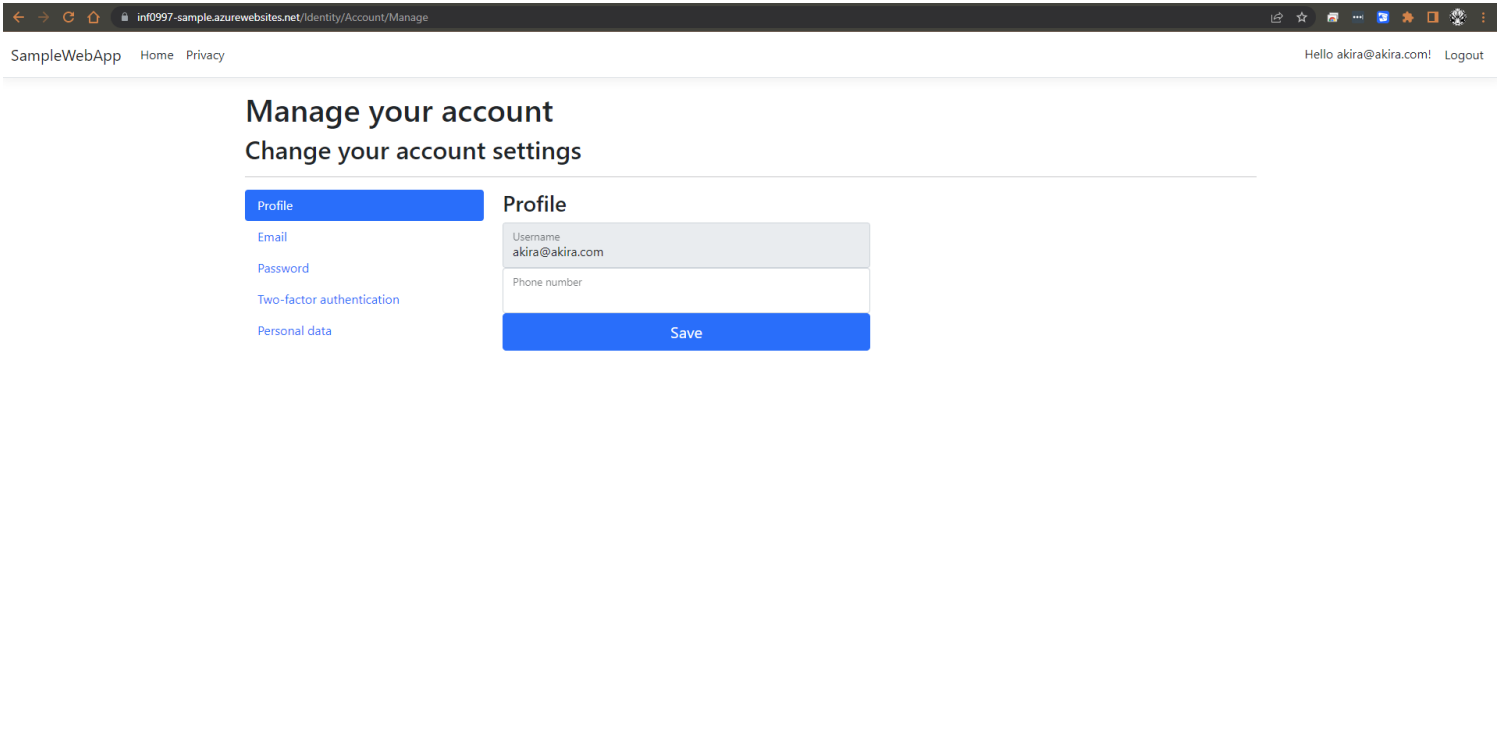 inf0997-sample.azurewebsites.net/Identity/Account/Manage
SampleWebApp Home Privacy Hello akira@akira.com! Logout
Manage your account
Change your account settings
Profile
Email
Password
Two-factor authentication
Personal data
Profile
Username
akira@akira.com
Phone number
Save